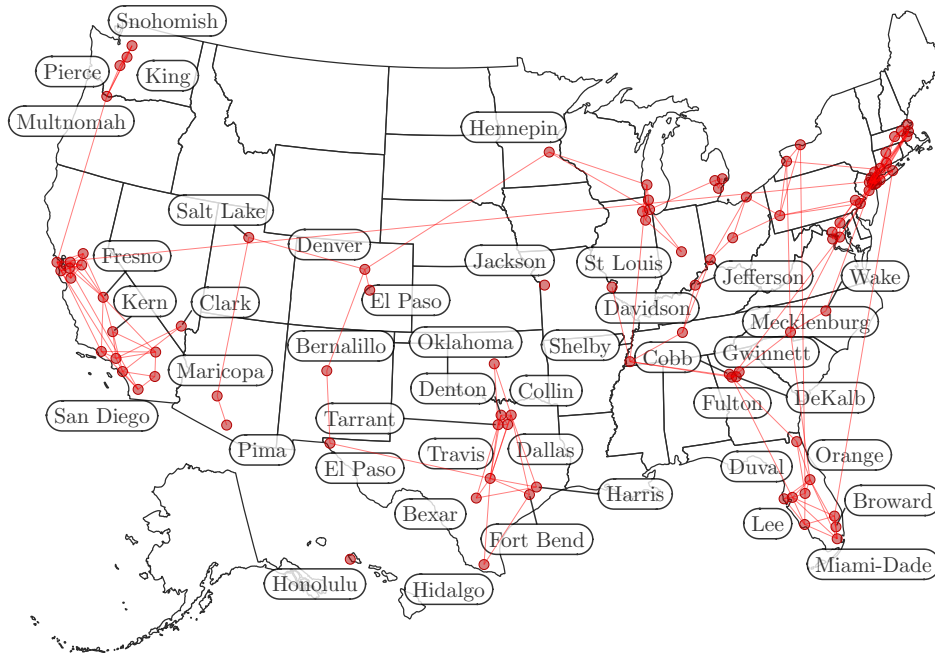 Snohomish
Pierce
King
Multnomah
Hennepin
Salt Lake
Denver
Fresno
Jackson
St Louis
Jefferson
Wake
Kern
Clark
El Paso
Davidson
Mecklenburg
Bernalillo
Oklahoma
Shelby
Cobb
Gwinnett
Maricopa
Denton
Collin
Fulton
DeKalb
San Diego
Tarrant
Pima
El Paso
Travis
Dallas
Duval
Orange
Bexar
Harris
Broward
Lee
Fort Bend
Honolulu
Hidalgo
Miami-Dade